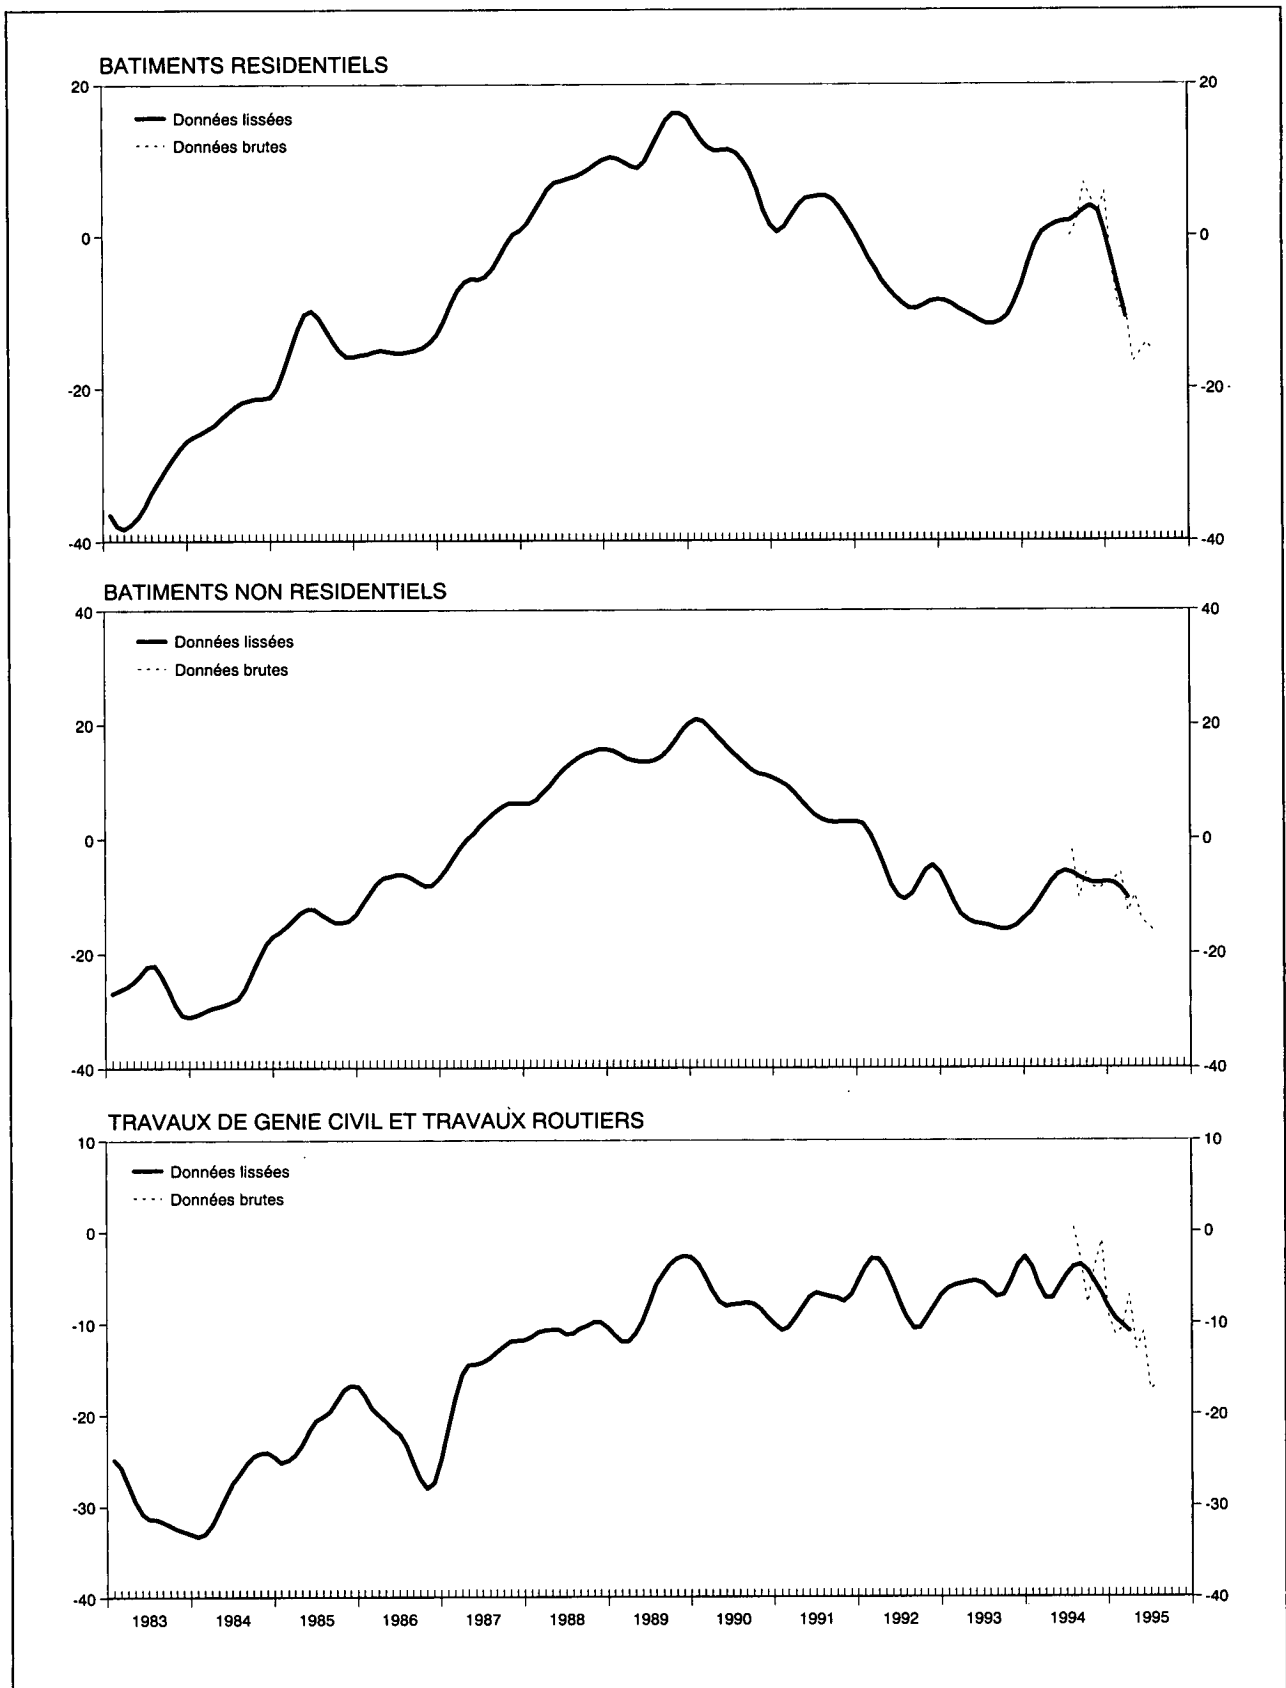 BATIMENTS RESIDENTIELS
20 20
Données lissées
Données brutes
0 0
-20 -20
-40 -40
BATIMENTS NON RESIDENTIELS
40 40
Données lissées
Données brutes
20 20
0 0
-20 -20
-40 -40
TRAVAUX DE GENIE CIVIL ET TRAVAUX ROUTIERS
10 10
Données lissées
Données brutes
0 0
-10 -10
-20 -20
-30 -30
-40 -40
1983 1984 1985 1986 1987 1988 1989 1990 1991 1992 1993 1994 1995